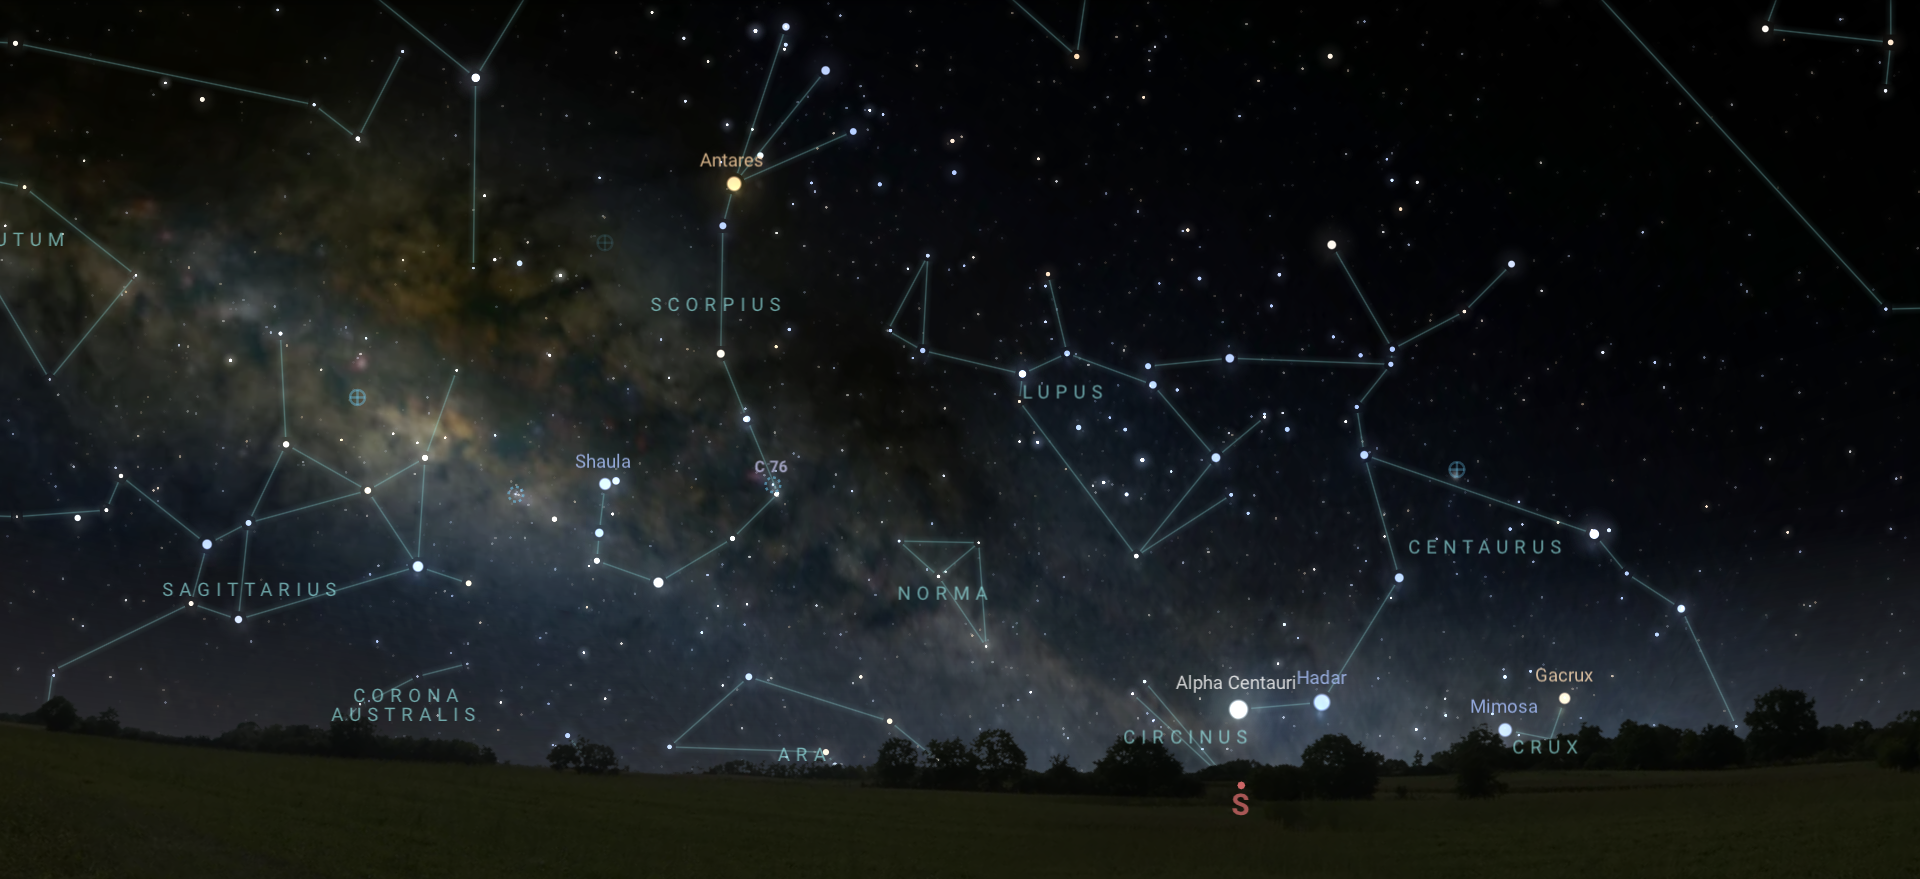 Antares
UTUM
SCORPIUS
LUPUS
Shaula
C 76
CENTAURUS
SAGITTARIUS
NORMA
Alpha Centauri
Hadar
Gacrux
CORONA
AUSTRALIS
Mimosa
CIRCINUS
CRUX
ARA
S